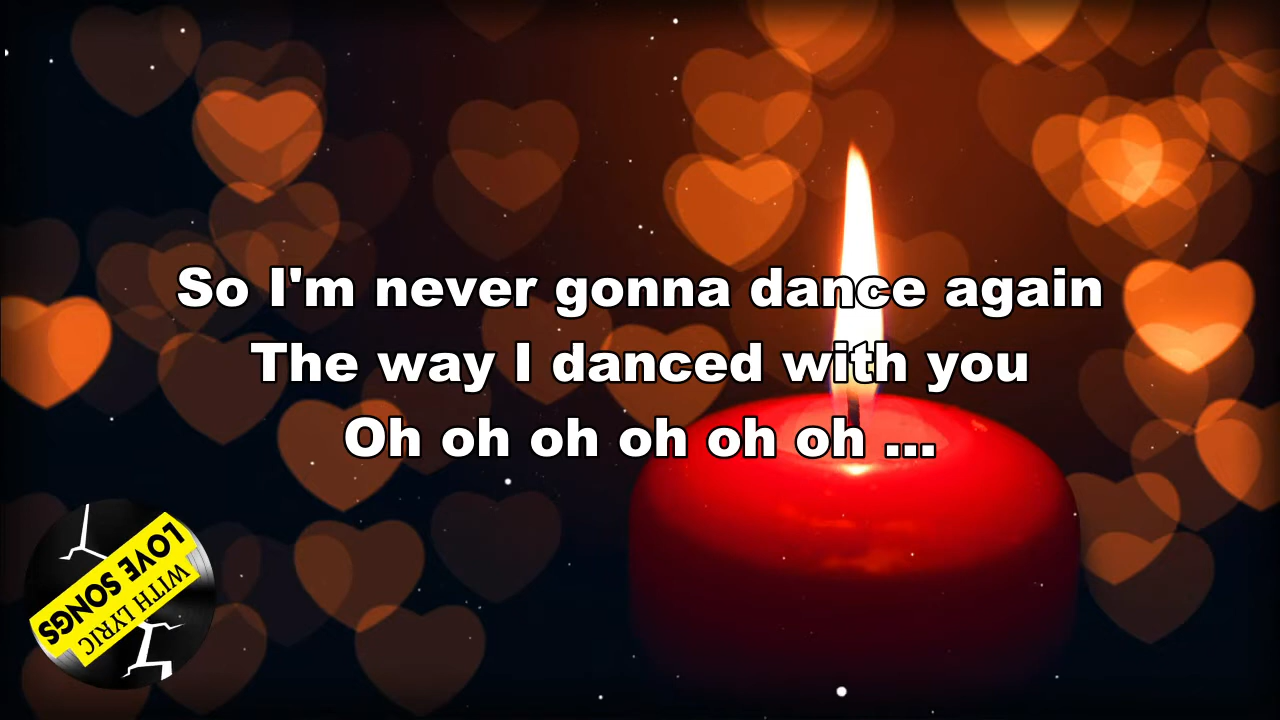 So I'm never gonna dance again
The way I danced with you
Oh oh oh oh oh oh ...
LOVE SONGS
WITH LYRIC